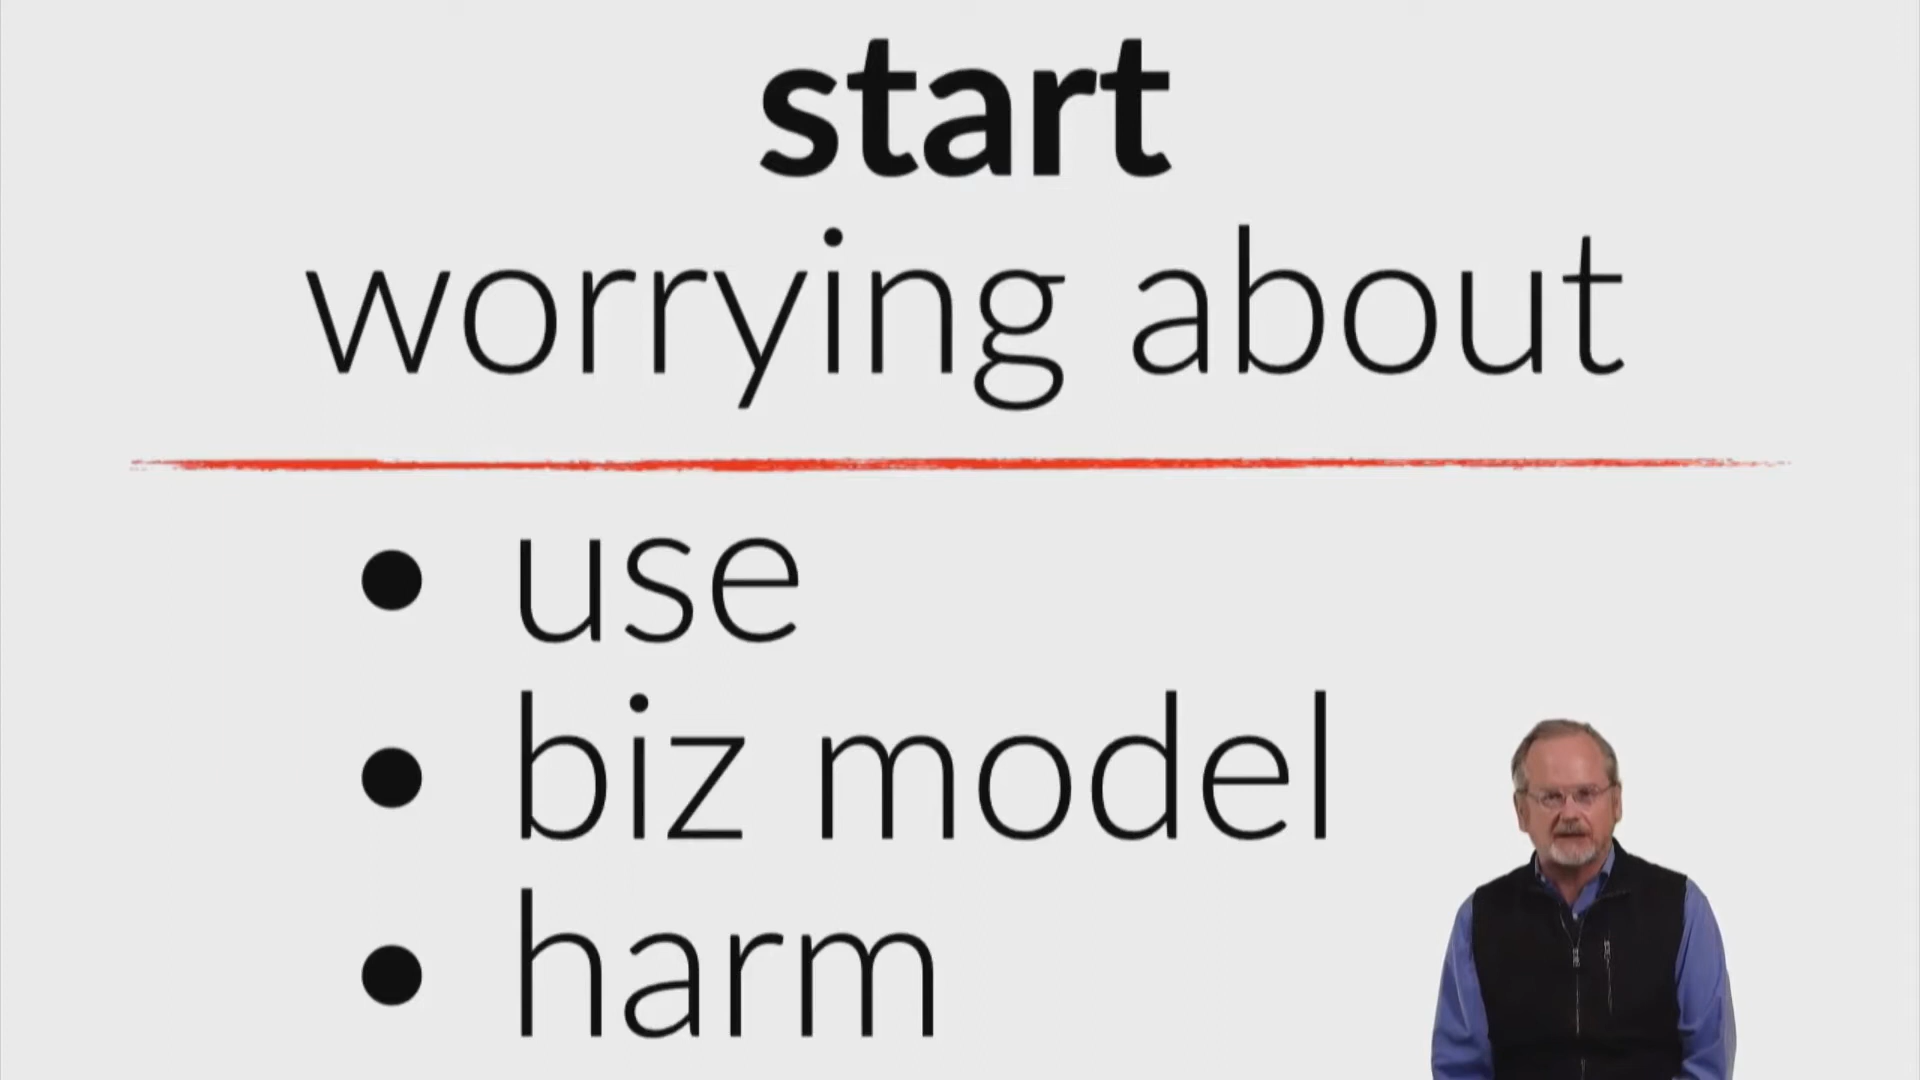 start
worrying about
• use
• biz model
• harm